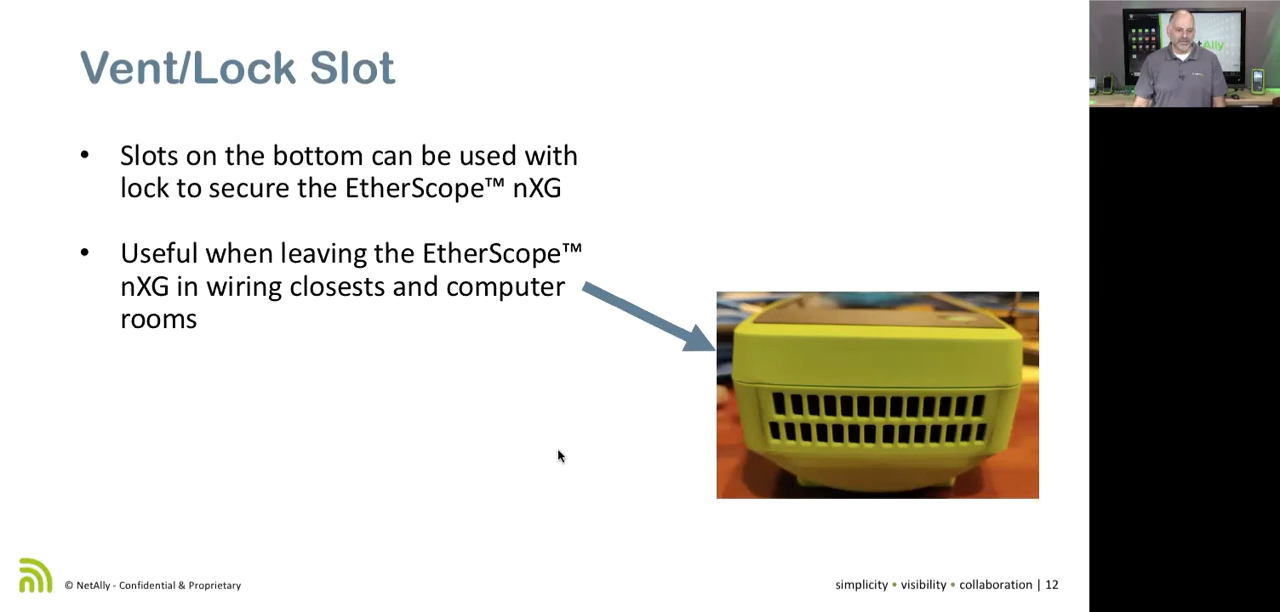 Vent/Lock Slot
• Slots on the bottom can be used with
lock to secure the EtherScope™ nXG
• Useful when leaving the EtherScope™
nXG in wiring closests and computer
rooms
Ally
© NetAlly - Confidential & Proprietary
simplicity • visibility • collaboration | 12